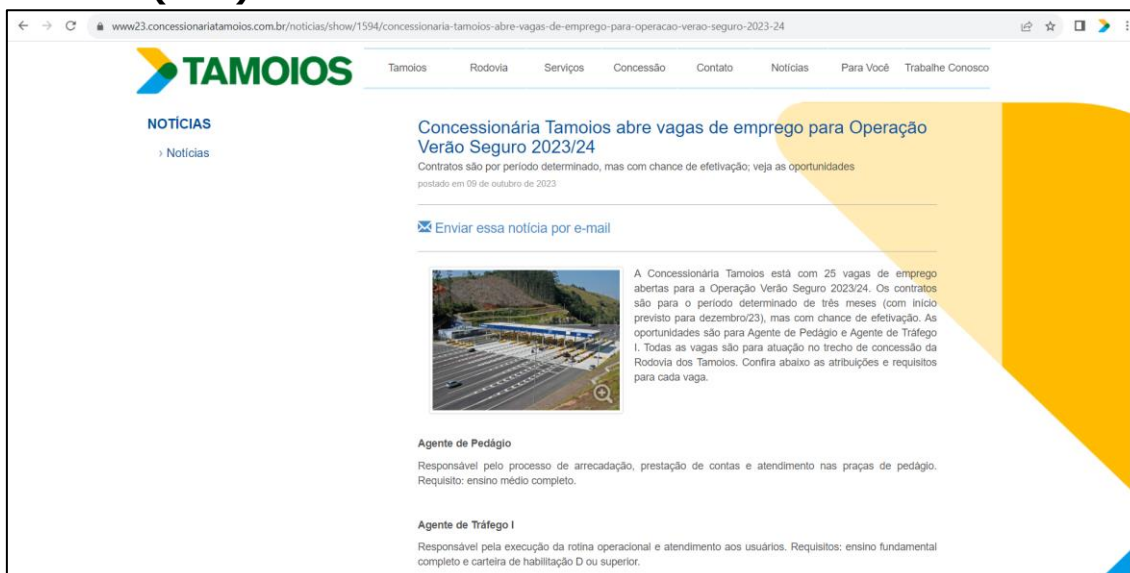 www23.concessionariatamoios.com.br/noticias/show/1594/concessionaria-tamoios-abre-vagas-de-emprego-para-operacao-verao-seguro-2023-24
TAMOIOS
Tamoios Rodovia Serviços Concessão Contato Notícias Para Você Trabalhe Conosco
NOTÍCIAS
› Notícias
Concessionária Tamoios abre vagas de emprego para Operação
Verão Seguro 2023/24
Contratos são por período determinado, mas com chance de efetivação; veja as oportunidades
postado em 09 de outubro de 2023
Enviar essa notícia por e-mail
A Concessionária Tamoios está com 25 vagas de emprego
abertas para a Operação Verão Seguro 2023/24. Os contratos
são para o período determinado de três meses (com início
previsto para dezembro/23), mas com chance de efetivação. As
oportunidades são para Agente de Pedágio e Agente de Tráfego
I. Todas as vagas são para atuação no trecho de concessão da
Rodovia dos Tamoios. Confira abaixo as atribuições e requisitos
para cada vaga.
Agente de Pedágio
Responsável pelo processo de arrecadação, prestação de contas e atendimento nas praças de pedágio.
Requisito: ensino médio completo.
Agente de Tráfego I
Responsável pela execução da rotina operacional e atendimento aos usuários. Requisitos: ensino fundamental
completo e carteira de habilitação D ou superior.